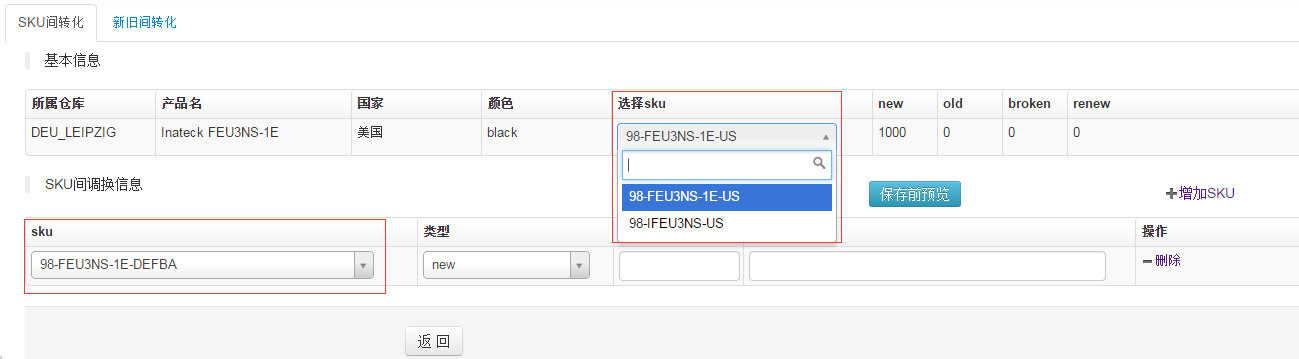 SKU间转化 新旧间转化
基本信息
所属仓库 产品名 国家 颜色 选择sku new old broken renew
DEU_LEIPZIG Inateck FEU3NS-1E 美国 black 98-FEU3NS-1E-US 1000 0 0 0
98-FEU3NS-1E-US
98-IFEU3NS-US
SKU间调换信息 保存前预览 增加SKU
sku 类型 操作
98-FEU3NS-1E-DEFBA new 删除
返 回